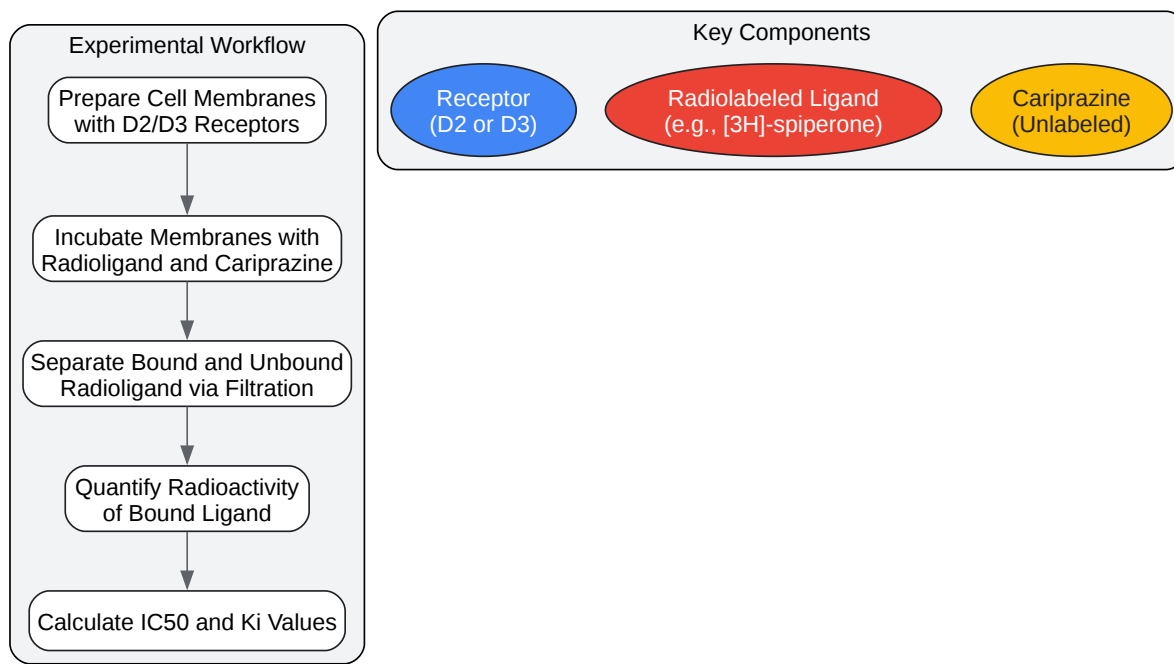 Experimental Workflow
Prepare Cell Membranes
with D2/D3 Receptors
Incubate Membranes with
Radioligand and Cariprazine
Separate Bound and Unbound
Radioligand via Filtration
Quantify Radioactivity
of Bound Ligand
Calculate IC50 and Ki Values
Key Components
Receptor
(D2 or D3)
Radiolabeled Ligand
(e.g., [3H]-spiperone)
Cariprazine
(Unlabeled)